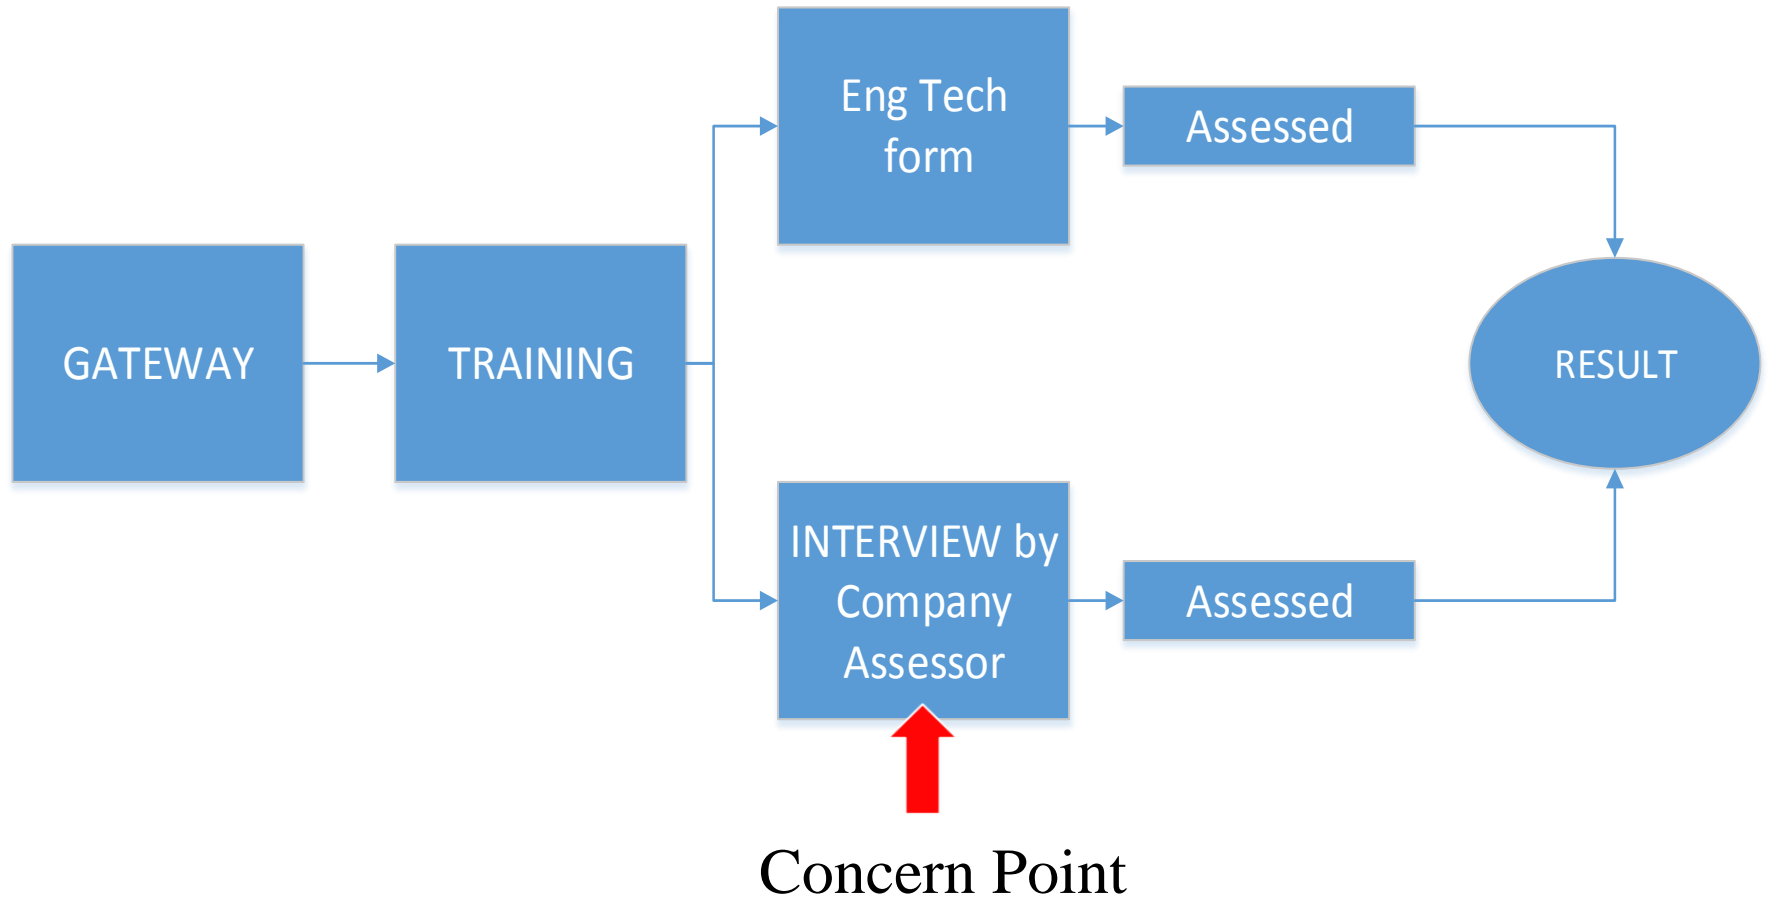 GATEWAY
TRAINING
Eng Tech
form
Assessed
INTERVIEW by
Company
Assessor
Assessed
RESULT
Concern Point